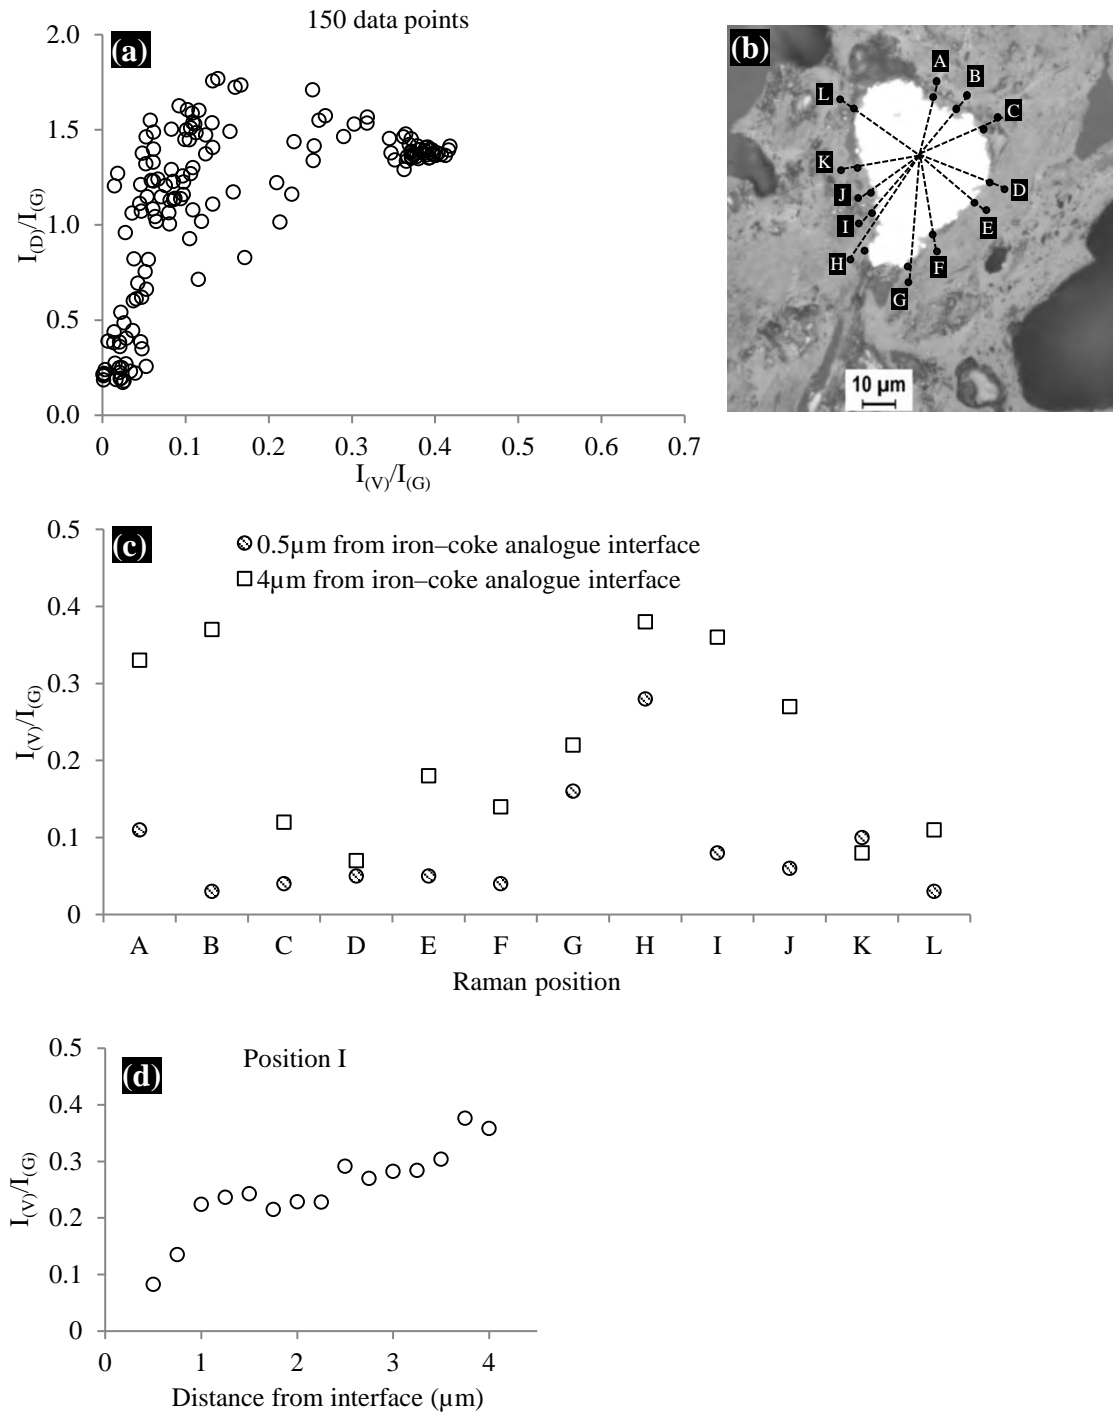 150 data points
(a)
2.0
1.5
1.0
0.5
0.0
I(D)/I(G)
0 0.1 0.2 0.3 0.4 0.5 0.6 0.7
I(V)/I(G)
(b)
A
B
C
D
E
F
G
H
I
J
K
L
10 µm
(c)
0.5µm from iron–coke analogue interface
4µm from iron–coke analogue interface
0.5
0.4
0.3
0.2
0.1
0
I(V)/I(G)
A B C D E F G H I J K L
Raman position
(d)
Position I
0.5
0.4
0.3
0.2
0.1
0
I(V)/I(G)
0 1 2 3 4
Distance from interface (µm)